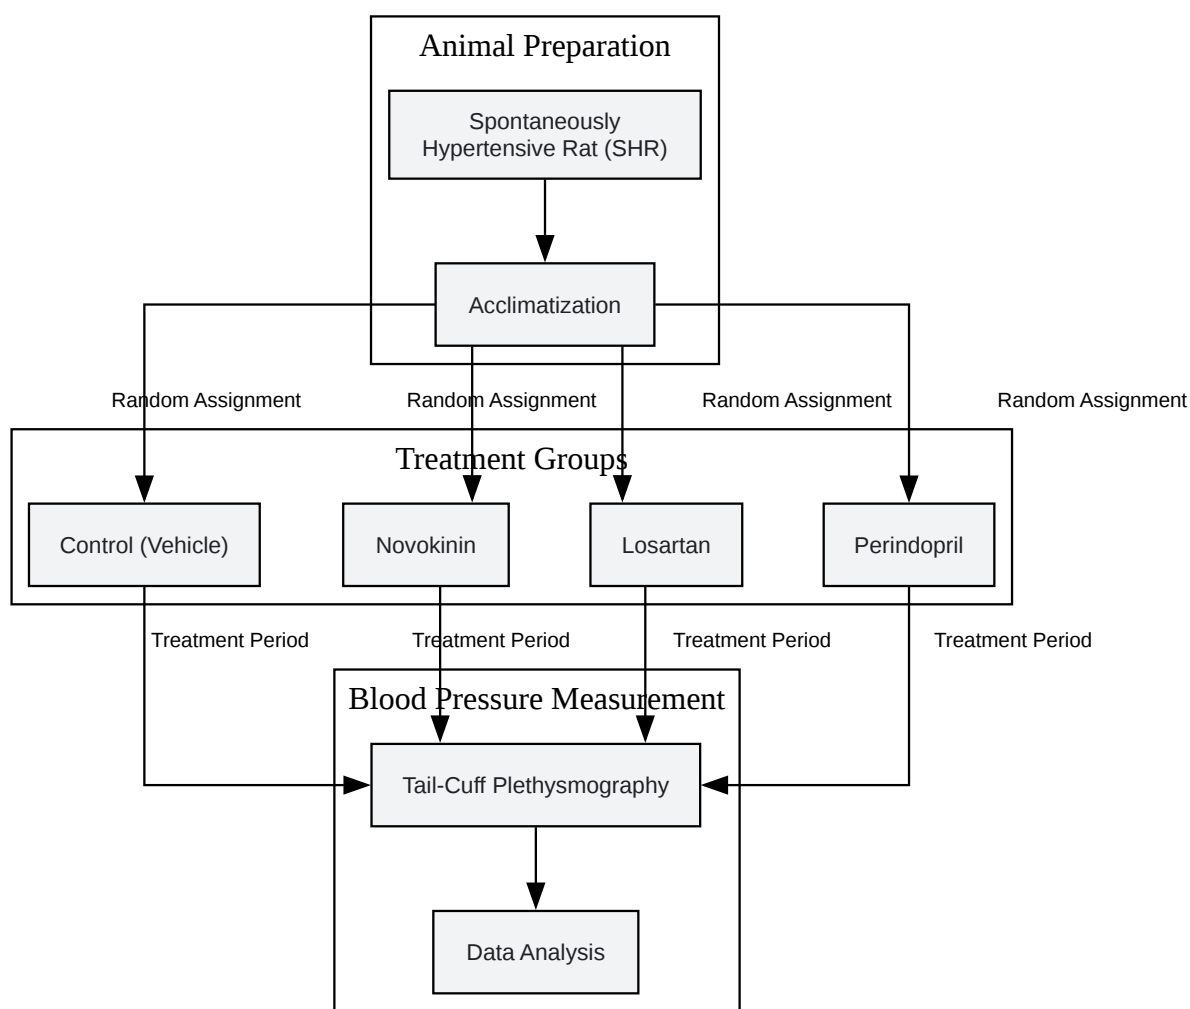 Animal Preparation
Spontaneously
Hypertensive Rat (SHR)
Acclimatization
Random Assignment
Random Assignment
Random Assignment
Random Assignment
Treatment Groups
Control (Vehicle)
Novokinin
Losartan
Perindopril
Treatment Period
Treatment Period
Treatment Period
Treatment Period
Blood Pressure Measurement
Tail-Cuff Plethysmography
Data Analysis